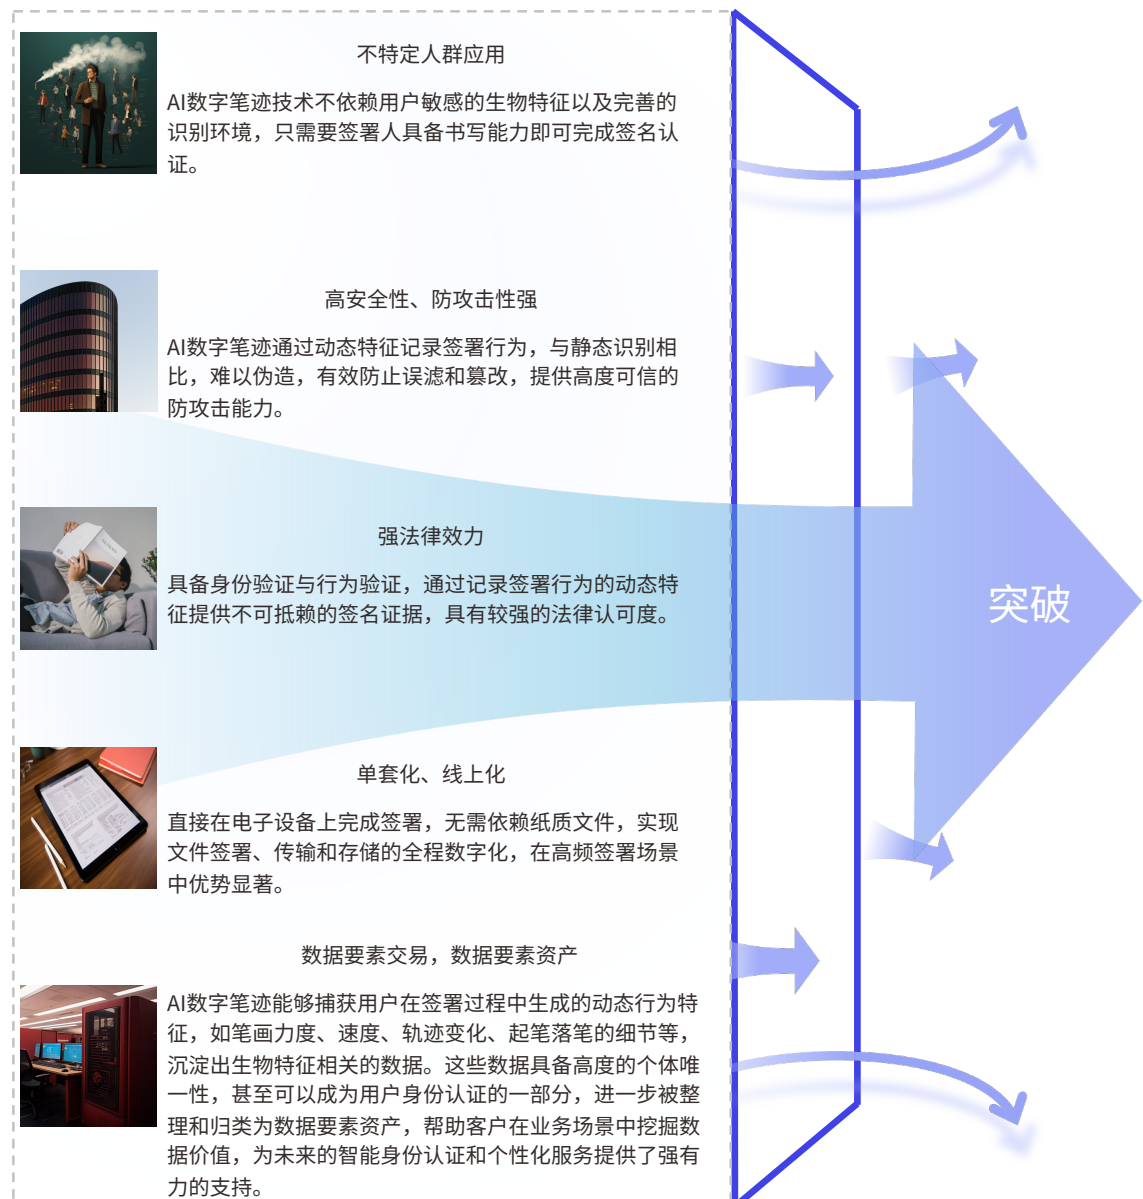 不特定人群应用
AI数字笔迹技术不依赖用户敏感的生物特征以及完善的
识别环境，只需要签署人具备书写能力即可完成签名认
证。
高安全性、防攻击性强
AI数字笔迹通过动态特征记录签署行为，与静态识别相
比，难以伪造，有效防止误滤和篡改，提供高度可信的
防攻击能力。
强法律效力
具备身份验证与行为验证，通过记录签署行为的动态特
征提供不可抵赖的签名证据，具有较强的法律认可度。
突破
单套化、线上化
直接在电子设备上完成签署，无需依赖纸质文件，实现
文件签署、传输和存储的全程数字化，在高频签署场景
中优势显著。
数据要素交易，数据要素资产
AI数字笔迹能够捕获用户在签署过程中生成的动态行为特
征，如笔画力度、速度、轨迹变化、起笔落笔的细节等，
沉淀出生物特征相关的数据。这些数据具备高度的个体唯
一性，甚至可以成为用户身份认证的一部分，进一步被整
理和归类为数据要素资产，帮助客户在业务场景中挖掘数
据价值，为未来的智能身份认证和个性化服务提供了强有
力的支持。